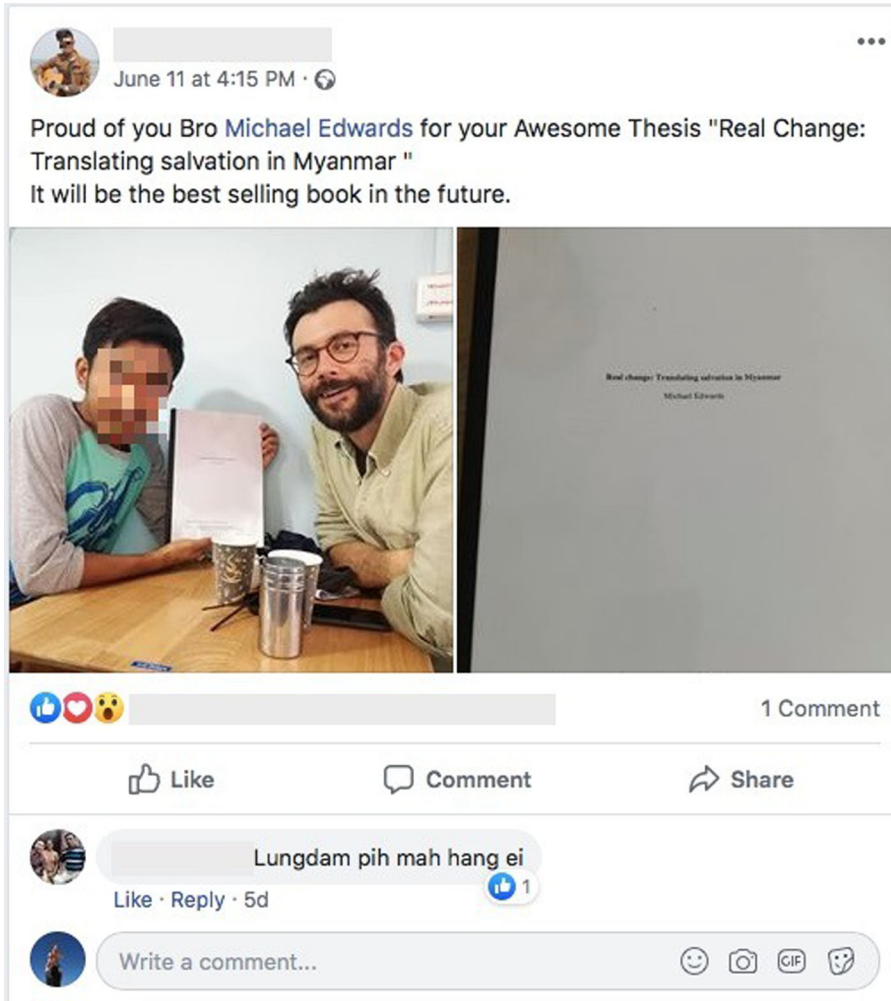 June 11 at 4:15 PM ·
Proud of you Bro Michael Edwards for your Awesome Thesis "Real Change:
Translating salvation in Myanmar "
It will be the best selling book in the future.
Real change: Translating salvation in Myanmar
Michael Edwards
1 Comment
Like
Comment
Share
Lungdam pih mah hang ei
1
Like · Reply · 5d
Write a comment...
GIF